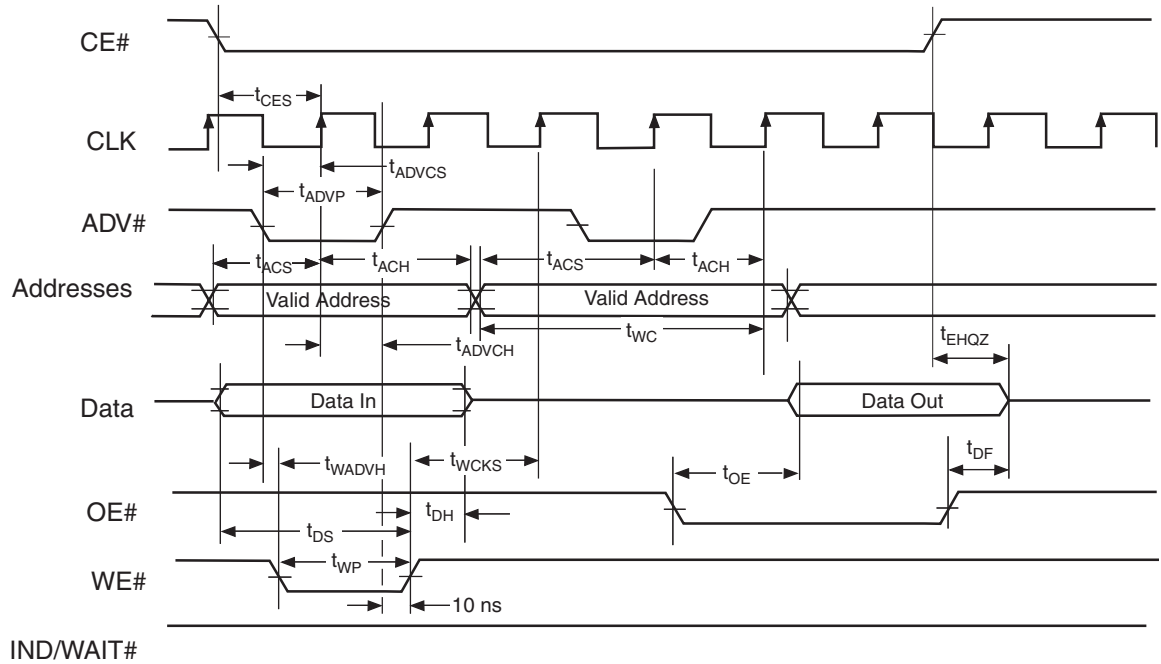 CE#
tCES
CLK
tADVCS
tADVP
ADV#
tACS
tACH
tACS
tACH
Addresses
Valid Address
Valid Address
tWC
tADVCH
tEHQZ
Data
Data In
Data Out
tWADVH
tWCKS
tOE
tDF
OE#
tDH
tDS
tWP
WE#
10 ns
IND/WAIT#